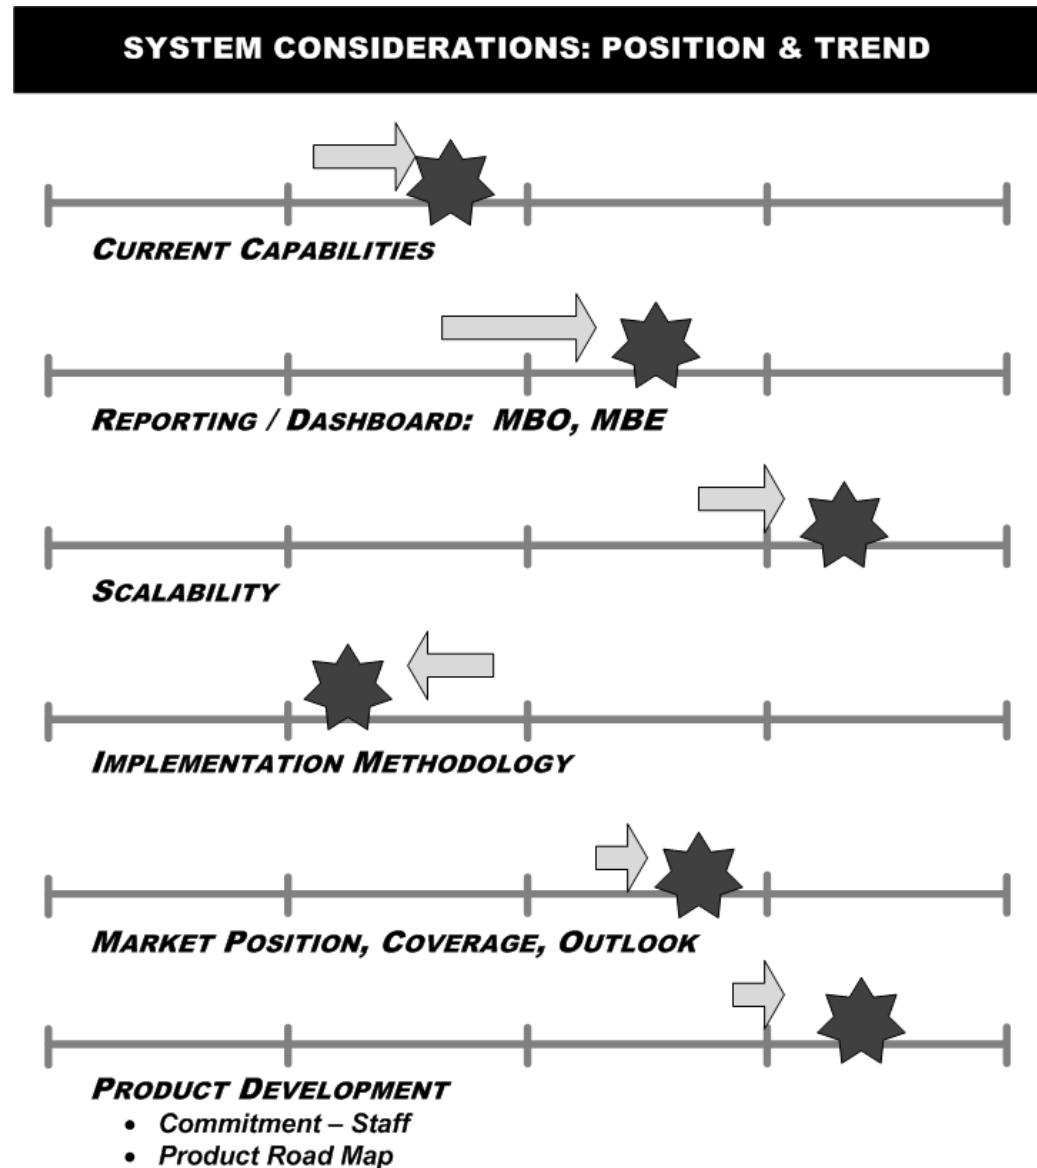 SYSTEM CONSIDERATIONS: POSITION & TREND
CURRENT CAPABILITIES
REPORTING / DASHBOARD: MBO, MBE
SCALABILITY
IMPLEMENTATION METHODOLOGY
MARKET POSITION, COVERAGE, OUTLOOK
PRODUCT DEVELOPMENT
• Commitment – Staff
• Product Road Map